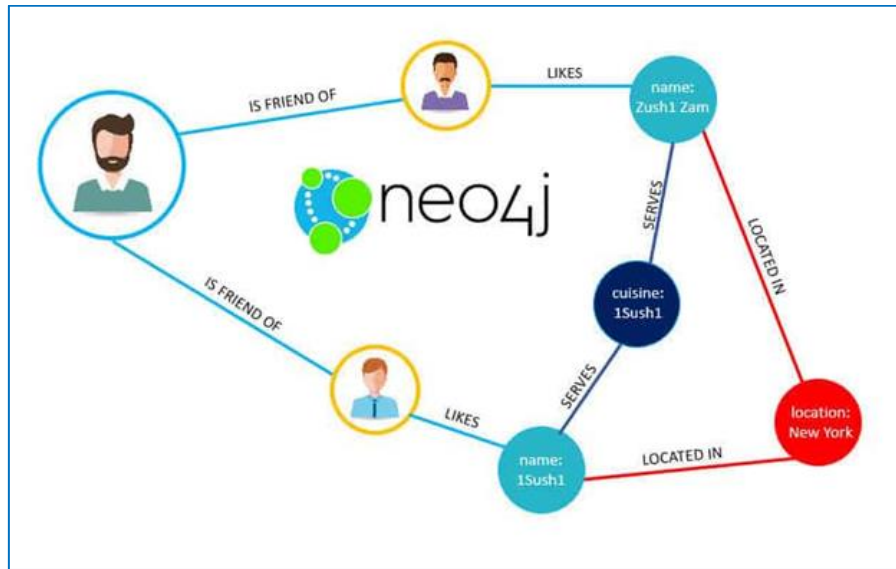 IS FRIEND OF
LIKES
name:
Zush1 Zam
neo4j
SERVES
LOCATED IN
cuisine:
1Sush1
IS FRIEND OF
SERVES
LIKES
name:
1Sush1
LOCATED IN
location:
New York